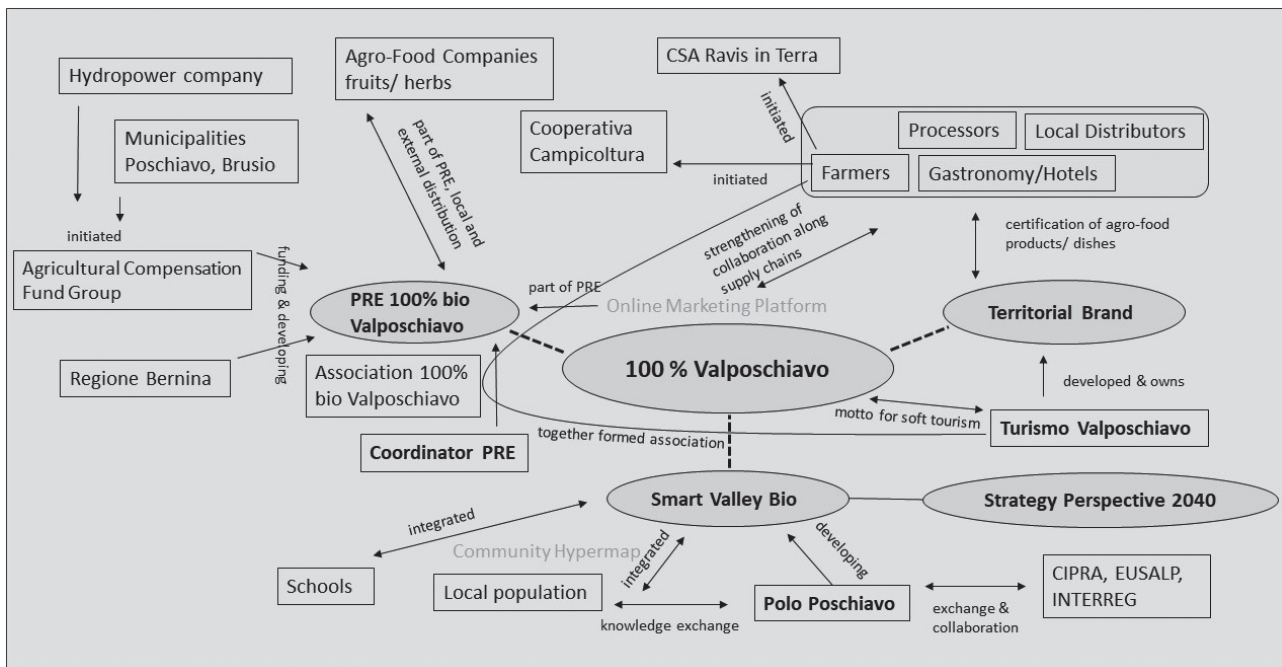 Hydropower company
Agro-Food Companies
fruits/ herbs
CSA Ravis in Terra
Municipalities
Poschiavo, Brusio
part of PRE, local and
external distribution
Cooperativa
Campicoltura
initiated
initiated
Processors
Local Distributors
Farmers
Gastronomy/Hotels
initiated
Agricultural Compensation
Fund Group
funding & developing
strengthening of
collaboration along
supply chains
certification of agro-food
products/ dishes
PRE 100% bio
Valposchiavo
part of PRE
Online Marketing Platform
Territorial Brand
Regione Bernina
Association 100%
bio Valposchiavo
100 % Valposchiavo
developed & owns
motto for soft tourism
Turismo Valposchiavo
Coordinator PRE
together formed association
Smart Valley Bio
Strategy Perspective 2040
integrated
Community Hypermap
integrated
developing
Schools
Local population
knowledge exchange
Polo Poschiavo
exchange &
collaboration
CIPRA, EUSALP,
INTERREG